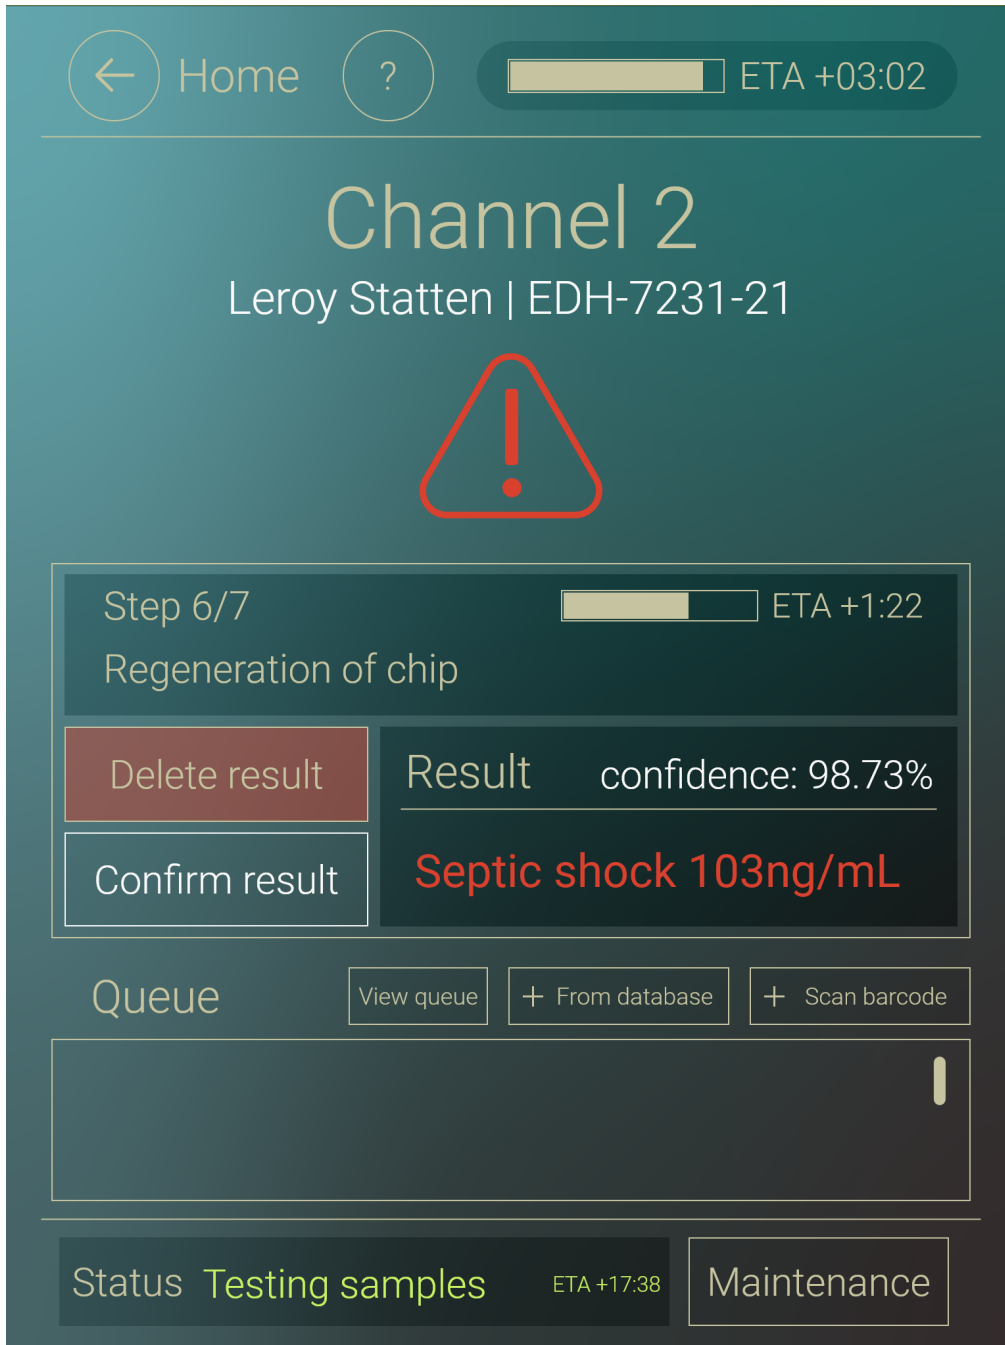 ← Home ? ETA +03:02
Channel 2
Leroy Statten | EDH-7231-21
!
Step 6/7 ETA +1:22
Regeneration of chip
Delete result
Confirm result
Result confidence: 98.73%
Septic shock 103ng/mL
Queue View queue + From database + Scan barcode
Status Testing samples ETA +17:38 Maintenance